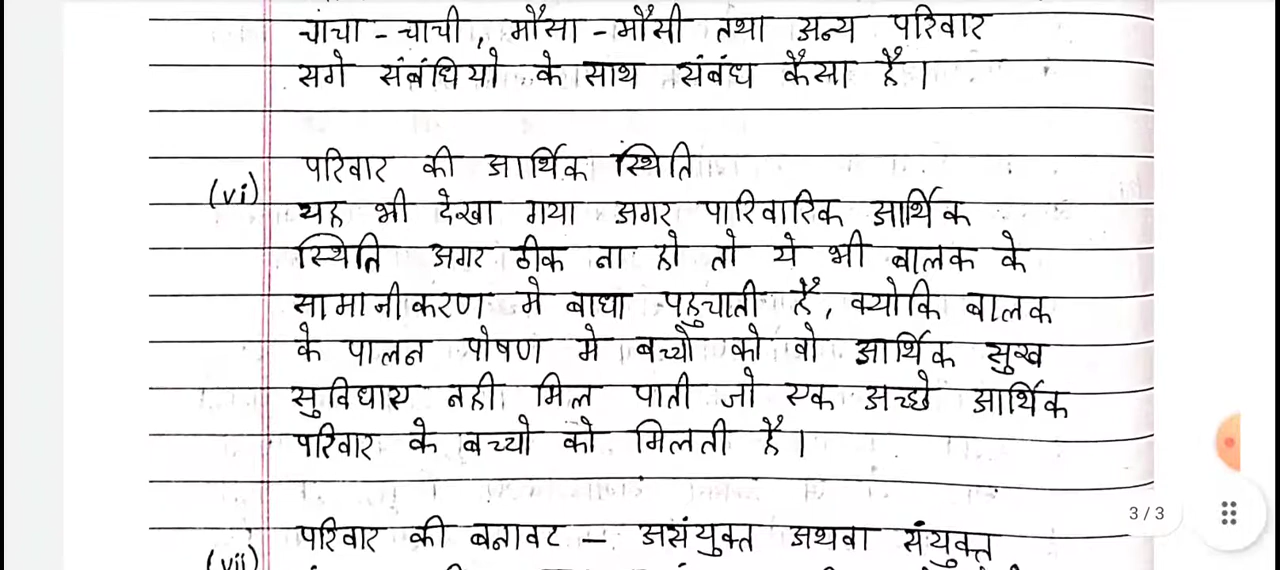 चाचा - चाची, मौसा - मौसी तथा अन्य परिवार
सगे संबंधियो के साथ संबंध कैसा है।
(vi) परिवार की आर्थिक स्थिति
यह भी देखा गया अगर पारिवारिक आर्थिक
स्थिति अगर ठीक ना हो तो ये भी बालक के
सामाजीकरण मे बाधा पहुचाती है, क्योकि बालक
के पालन पोषण मे बच्चो को वो आर्थिक सुख
सुविधाए नही मिल पाती जो एक अच्छे आर्थिक
परिवार के बच्चो को मिलती है।
3 / 3
(vii) परिवार की बनावट - असंयुक्त अथवा संयुक्त